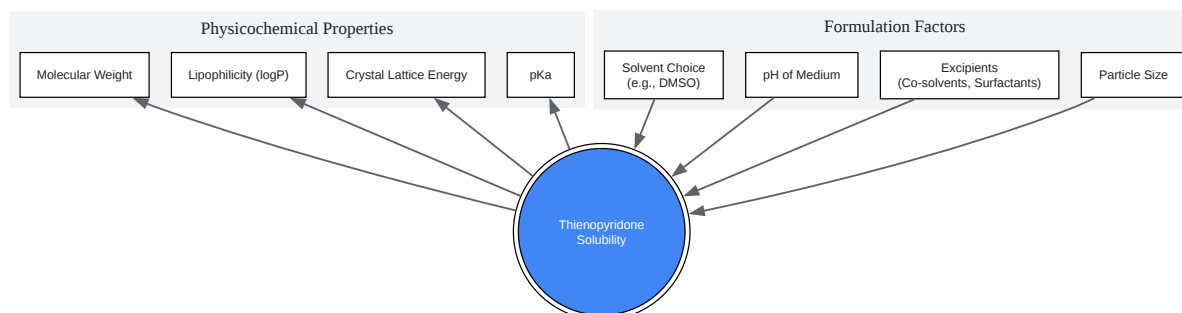 Physicochemical Properties
Molecular Weight
Lipophilicity (logP)
Crystal Lattice Energy
pKa
Formulation Factors
Solvent Choice
(e.g., DMSO)
pH of Medium
Excipients
(Co-solvents, Surfactants)
Particle Size
Thienopyridone
Solubility